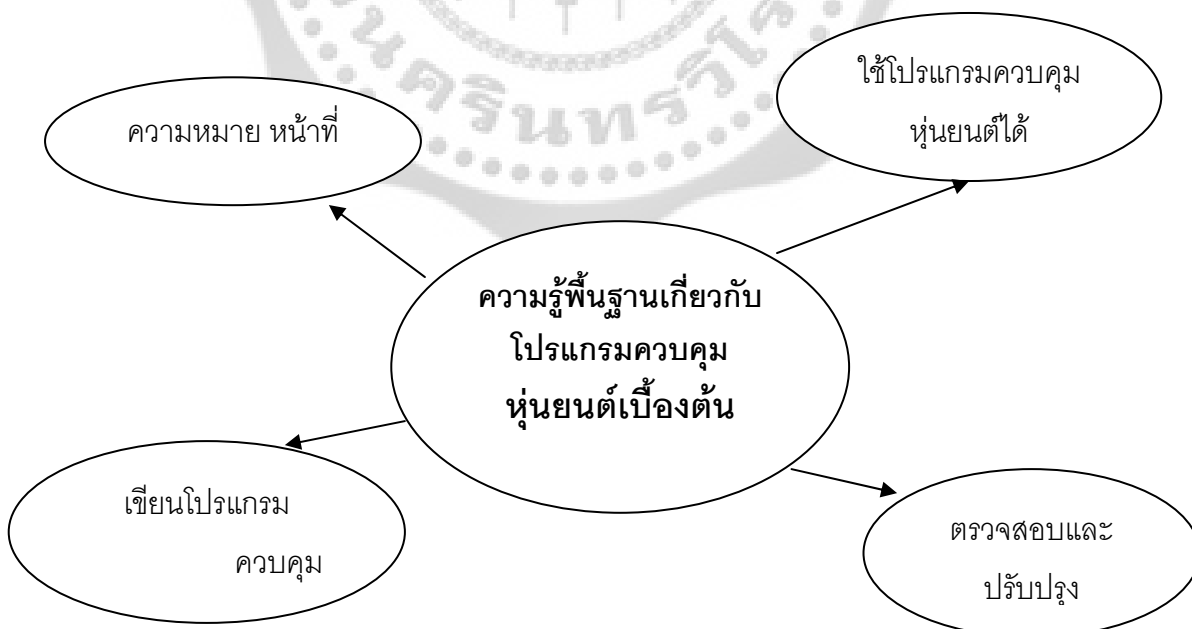 ใช้โปรแกรมควบคุม
หุ่นยนต์ได้
ความหมาย หน้าที่
ความรู้พื้นฐานเกี่ยวกับ
โปรแกรมควบคุม
หุ่นยนต์เบื้องต้น
เขียนโปรแกรม
ควบคุม
ตรวจสอบและ
ปรับปรุง